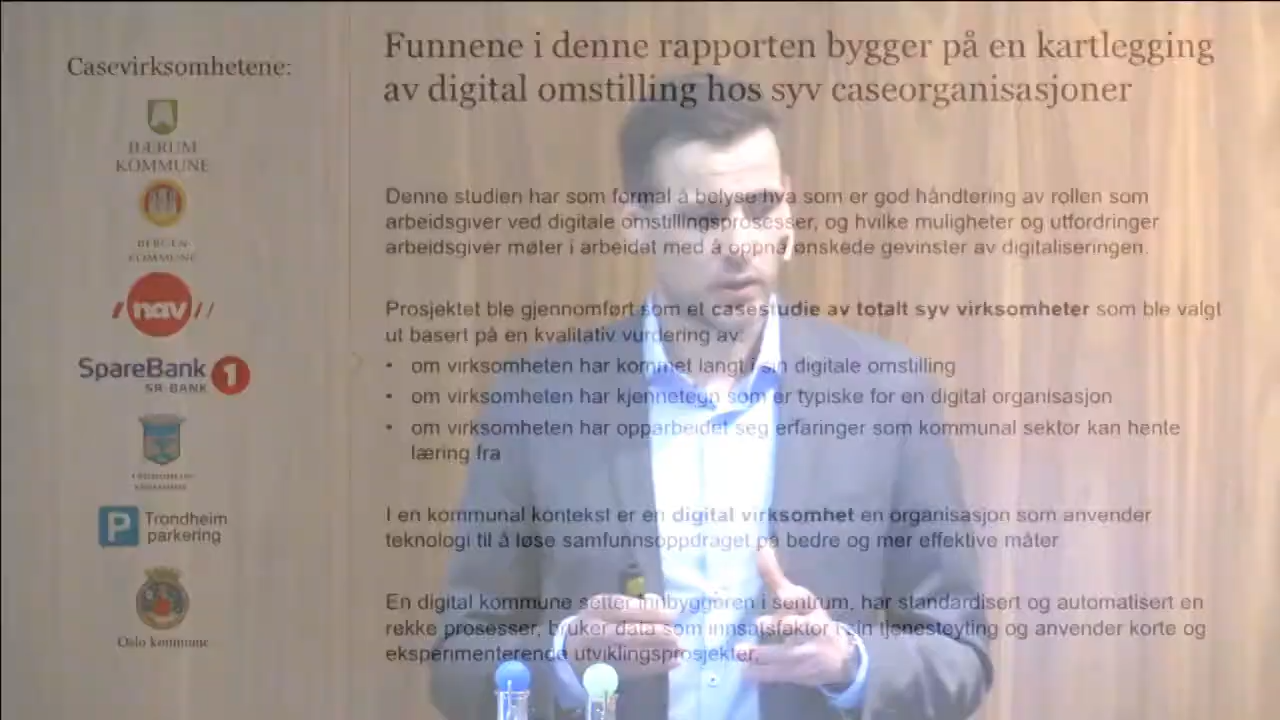 Casevirksomhetene:
BÆRUM
KOMMUNE
BERGEN
KOMMUNE
nav
SpareBank 1
SR-BANK
TRONDHEIM
KOMMUNE
P Trondheim
parkering
Oslo kommune
Funnene i denne rapporten bygger på en kartlegging
av digital omstilling hos syv caseorganisasjoner
Denne studien har som formål å belyse hva som er god håndtering av rollen som
arbeidsgiver ved digitale omstillingsprosesser, og hvilke muligheter og utfordringer
arbeidsgiver møter i arbeidet med å oppnå ønskede gevinster av digitaliseringen.
Prosjektet ble gjennomført som et casestudie av totalt syv virksomheter som ble valgt
ut basert på en kvalitativ vurdering av:
• om virksomheten har kommet langt i sin digitale omstilling
• om virksomheten har kjennetegn som er typiske for en digital organisasjon
• om virksomheten har opparbeidet seg erfaringer som kommunal sektor kan hente
læring fra
I en kommunal kontekst er en digital virksomhet en organisasjon som anvender
teknologi til å løse samfunnsoppdraget på bedre og mer effektive måter
En digital kommune setter innbyggeren i sentrum, har standardisert og automatisert en
rekke prosesser, bruker data som innsatsfaktor i sin tjenesteyting og anvender korte og
eksperimenterende utviklingsprosjekter.